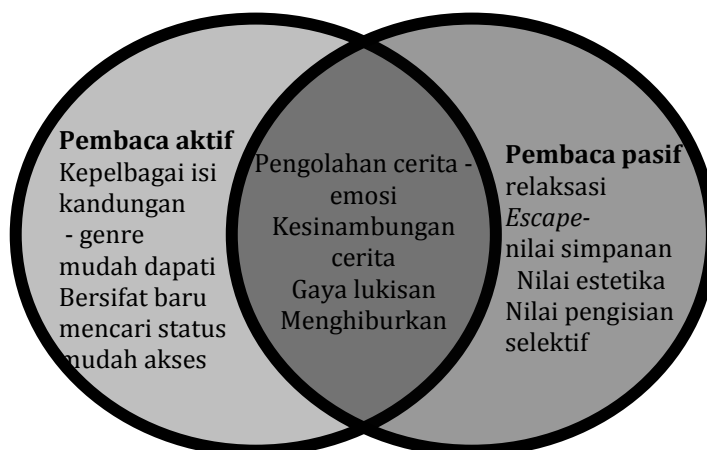 Pembaca aktif
Kepelbagai isi
kandungan
- genre
mudah dapati
Bersifat baru
mencari status
mudah akses
Pengolahan cerita -
emosi
Kesinambungan
cerita
Gaya lukisan
Menghiburkan
Pembaca pasif
relaksasi
Escape-
nilai simpanan
Nilai estetika
Nilai pengisian
selektif